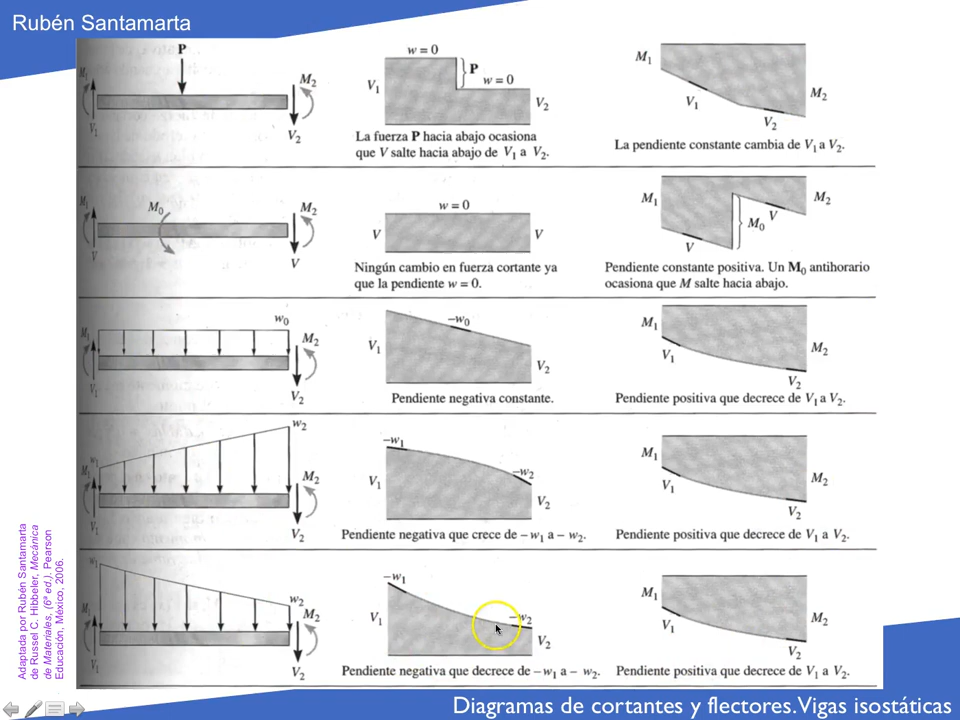 Rubén Santamarta
P
M1
V1
M2
V2
w = 0
V1
P
w = 0
V2
La fuerza P hacia abajo ocasiona
que V salte hacia abajo de V1 a V2.
M1
V1
V2
M2
La pendiente constante cambia de V1 a V2.
M1
M0
V
M2
V
w = 0
V
V
Ningún cambio en fuerza cortante ya
que la pendiente w = 0.
M1
V
M0
V
M2
Pendiente constante positiva. Un M0 antihorario
ocasiona que M salte hacia abajo.
w0
M1
V1
M2
V2
−w0
V1
V2
Pendiente negativa constante.
M1
V1
M2
V2
Pendiente positiva que decrece de V1 a V2.
w2
w1
M1
V1
M2
V2
−w1
−w2
V1
V2
Pendiente negativa que crece de −w1 a −w2.
M1
V1
M2
V2
Pendiente positiva que decrece de V1 a V2.
w1
w2
M1
V1
M2
V2
−w1
−w2
V1
V2
Pendiente negativa que decrece de −w1 a −w2.
M1
V1
M2
V2
Pendiente positiva que decrece de V1 a V2.
Adaptada por Rubén Santamarta
de Russel C. Hibbeler, Mecánica
de Materiales, (6ª ed.). Pearson
Educación, México, 2006.
Diagramas de cortantes y flectores.Vigas isostáticas